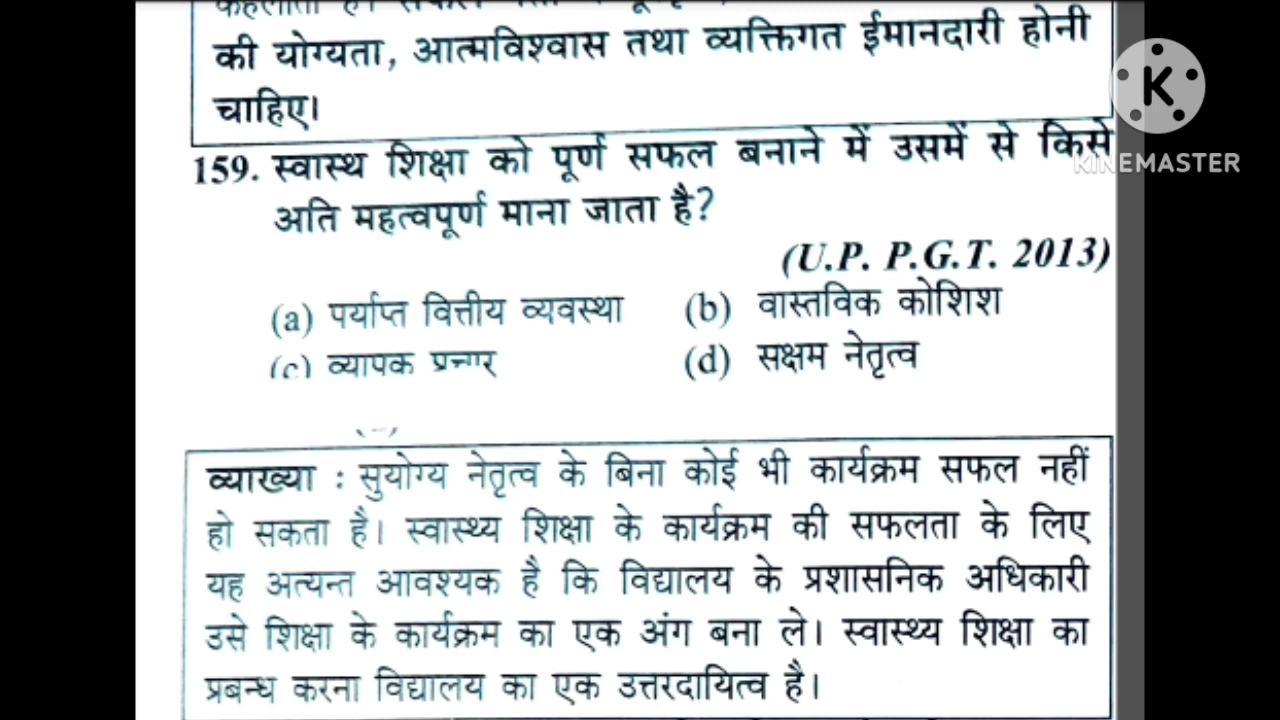 की योग्यता, आत्मविश्वास तथा व्यक्तिगत ईमानदारी होनी
चाहिए।
K
KINEMASTER
159. स्वास्थ शिक्षा को पूर्ण सफल बनाने में उसमें से किसे
अति महत्वपूर्ण माना जाता है?
(U.P. P.G.T. 2013)
(a) पर्याप्त वित्तीय व्यवस्था (b) वास्तविक कोशिश
(c) व्यापक प्रचार (d) सक्षम नेतृत्व
व्याख्या : सुयोग्य नेतृत्व के बिना कोई भी कार्यक्रम सफल नहीं
हो सकता है। स्वास्थ्य शिक्षा के कार्यक्रम की सफलता के लिए
यह अत्यन्त आवश्यक है कि विद्यालय के प्रशासनिक अधिकारी
उसे शिक्षा के कार्यक्रम का एक अंग बना ले। स्वास्थ्य शिक्षा का
प्रबन्ध करना विद्यालय का एक उत्तरदायित्व है।